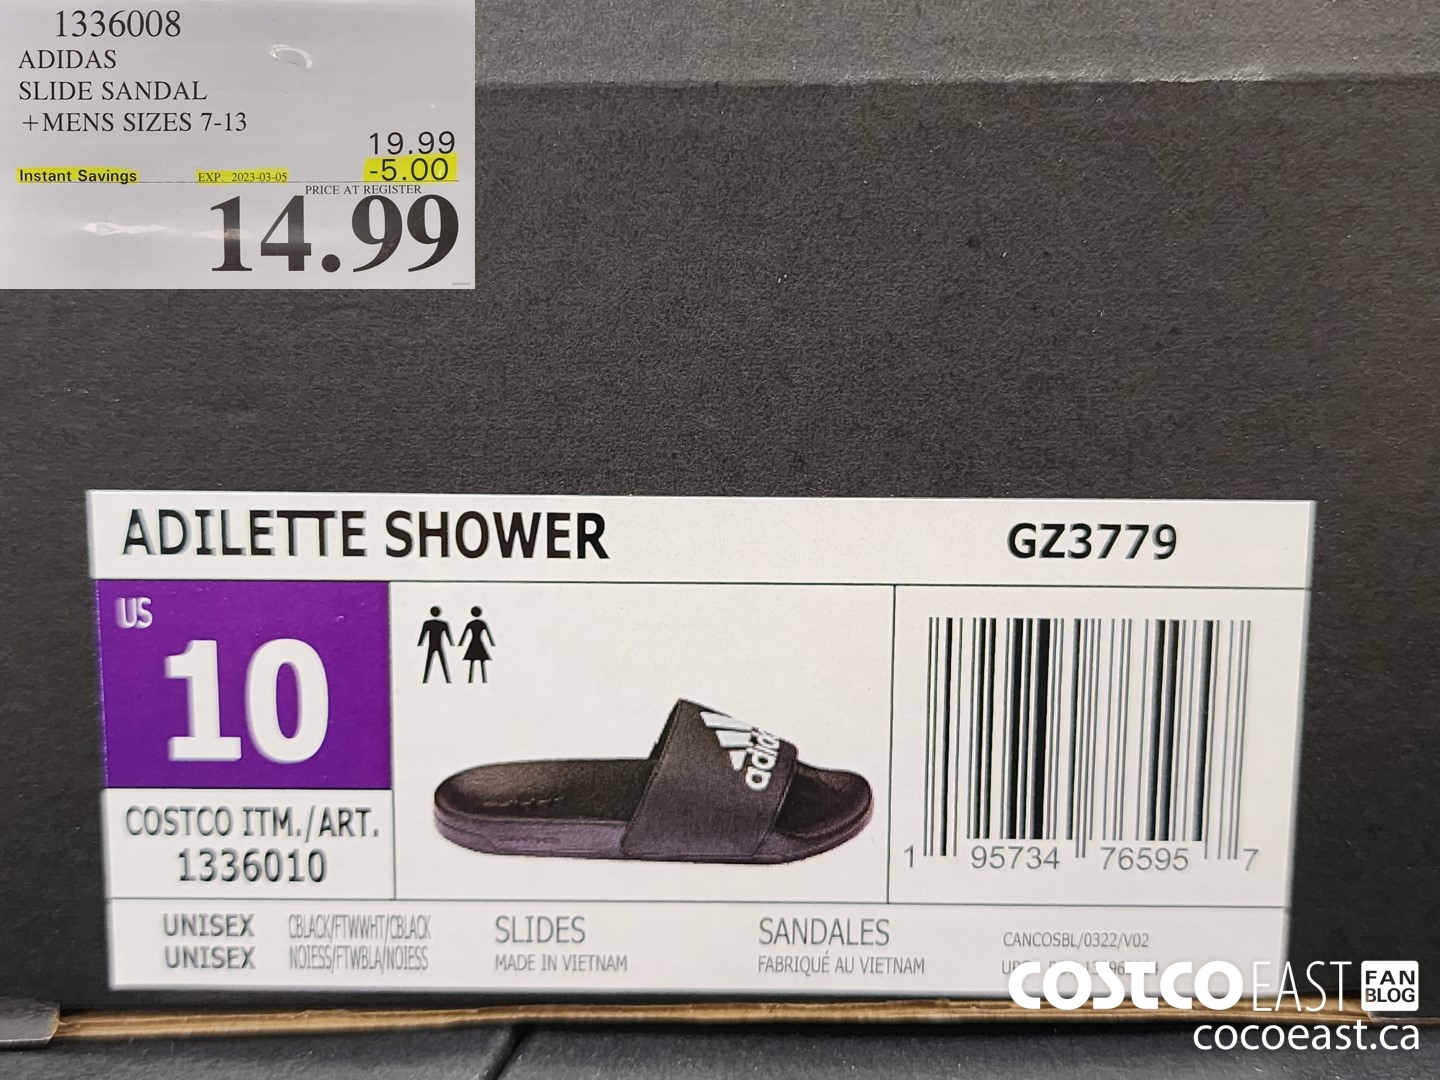 1336008
ADIDAS
SLIDE SANDAL
+MENS SIZES 7-13
19.99
Instant Savings EXP. 2023-03-05 -5.00
PRICE AT REGISTER
14.99
ADILETTE SHOWER GZ3779
US
10
adidas
COSTCO ITM./ART.
1336010
1 95734 76595 7
UNISEX CBLACK/FTWWHT/CBLACK SLIDES SANDALES CANCOSBL/0322/V02
UNISEX NOIESS/FTWBLA/NOIESS MADE IN VIETNAM FABRIQUÉ AU VIETNAM
COSTCO EAST FAN BLOG
cocoeast.ca